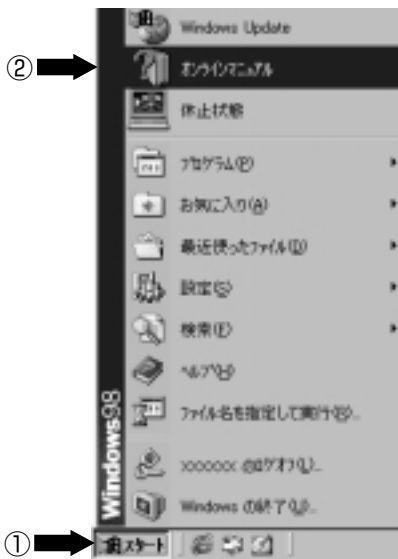 Windows Update
② オンラインマニュアル
休止状態
プログラム(P)
お気に入り(A)
最近使ったファイル(D)
設定(S)
検索(F)
ヘルプ(H)
ファイル名を指定して実行(R)...
xxxxxxx のログオフ(L)...
Windows の終了(U)...
Windows98
① スタート